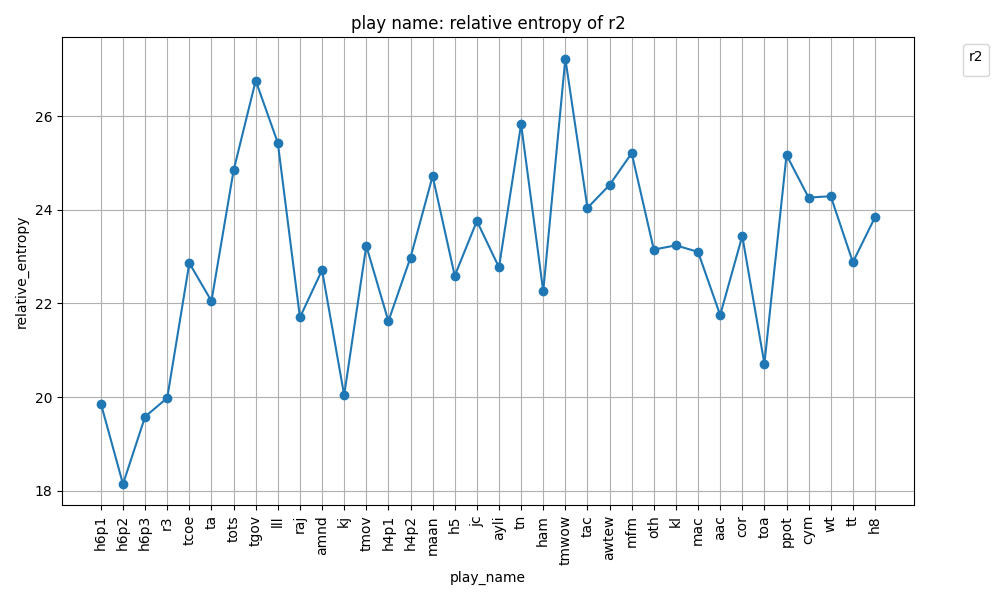 play name: relative entropy of r2
r2
relative_entropy
26
24
22
20
18
h6p1
h6p2
h6p3
r3
tcoe
ta
tots
tgov
lll
raj
amnd
kj
tmov
h4p1
h4p2
maan
h5
jc
ayli
tn
ham
tmwow
tac
awtew
mfm
oth
kl
mac
aac
cor
toa
ppot
cyn
wt
tt
h8
play_name